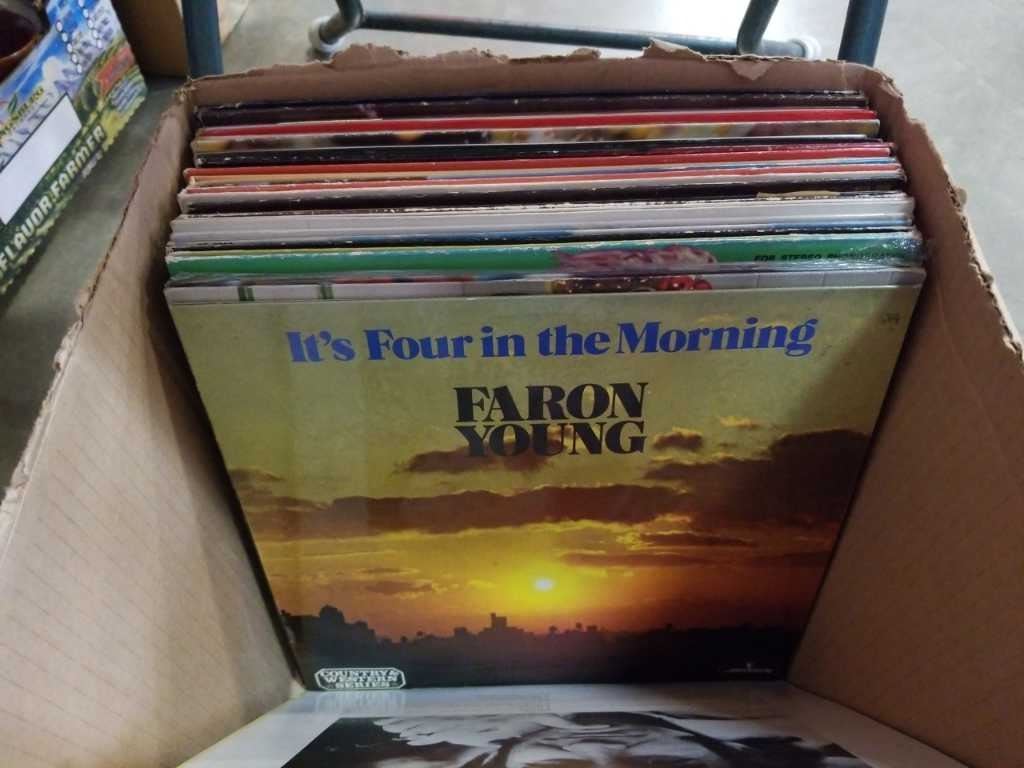 FLAVOR FARMER
FOR STEREO
It's Four in the Morning
FARON
YOUNG
COUNTRY &
WESTERN
SERIES